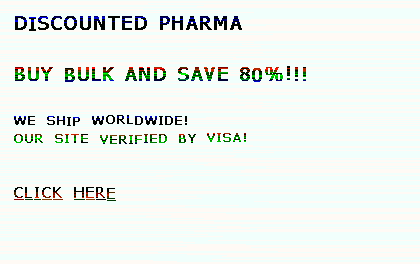 DISCOUNTED PHARMA
BUY BULK AND SAVE 80%!!!
WE SHIP WORLDWIDE!
OUR SITE VERIFIED BY VISA!
CLICK HERE